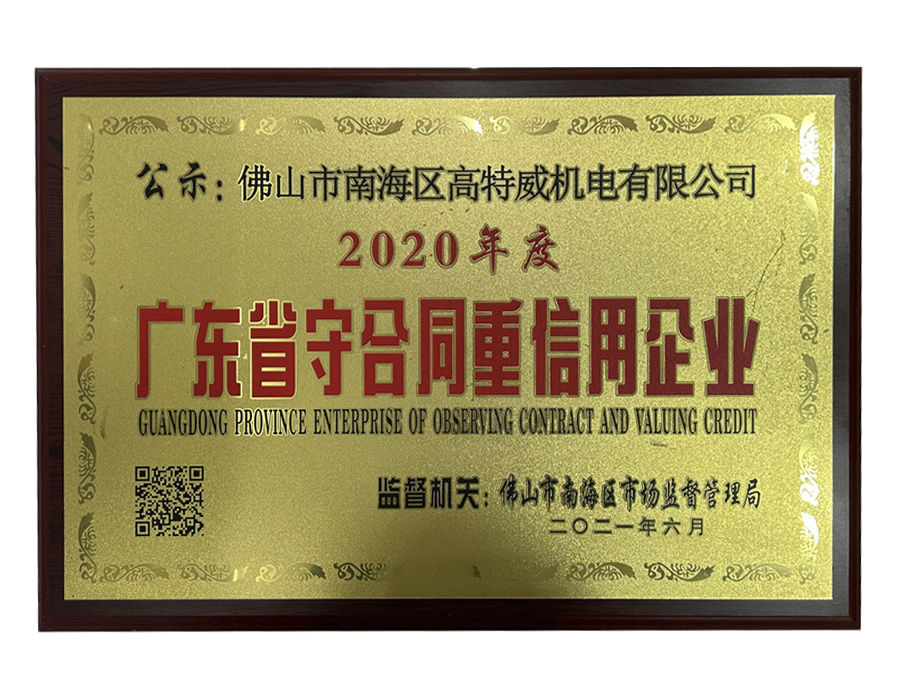 公示：佛山市南海区高特威机电有限公司
2020年度
广东省守合同重信用企业
GUANGDONG PROVINCE ENTERPRISE OF OBSERVING CONTRACT AND VALUING CREDIT
监督机关：佛山市南海区市场监督管理局
二〇二一年六月